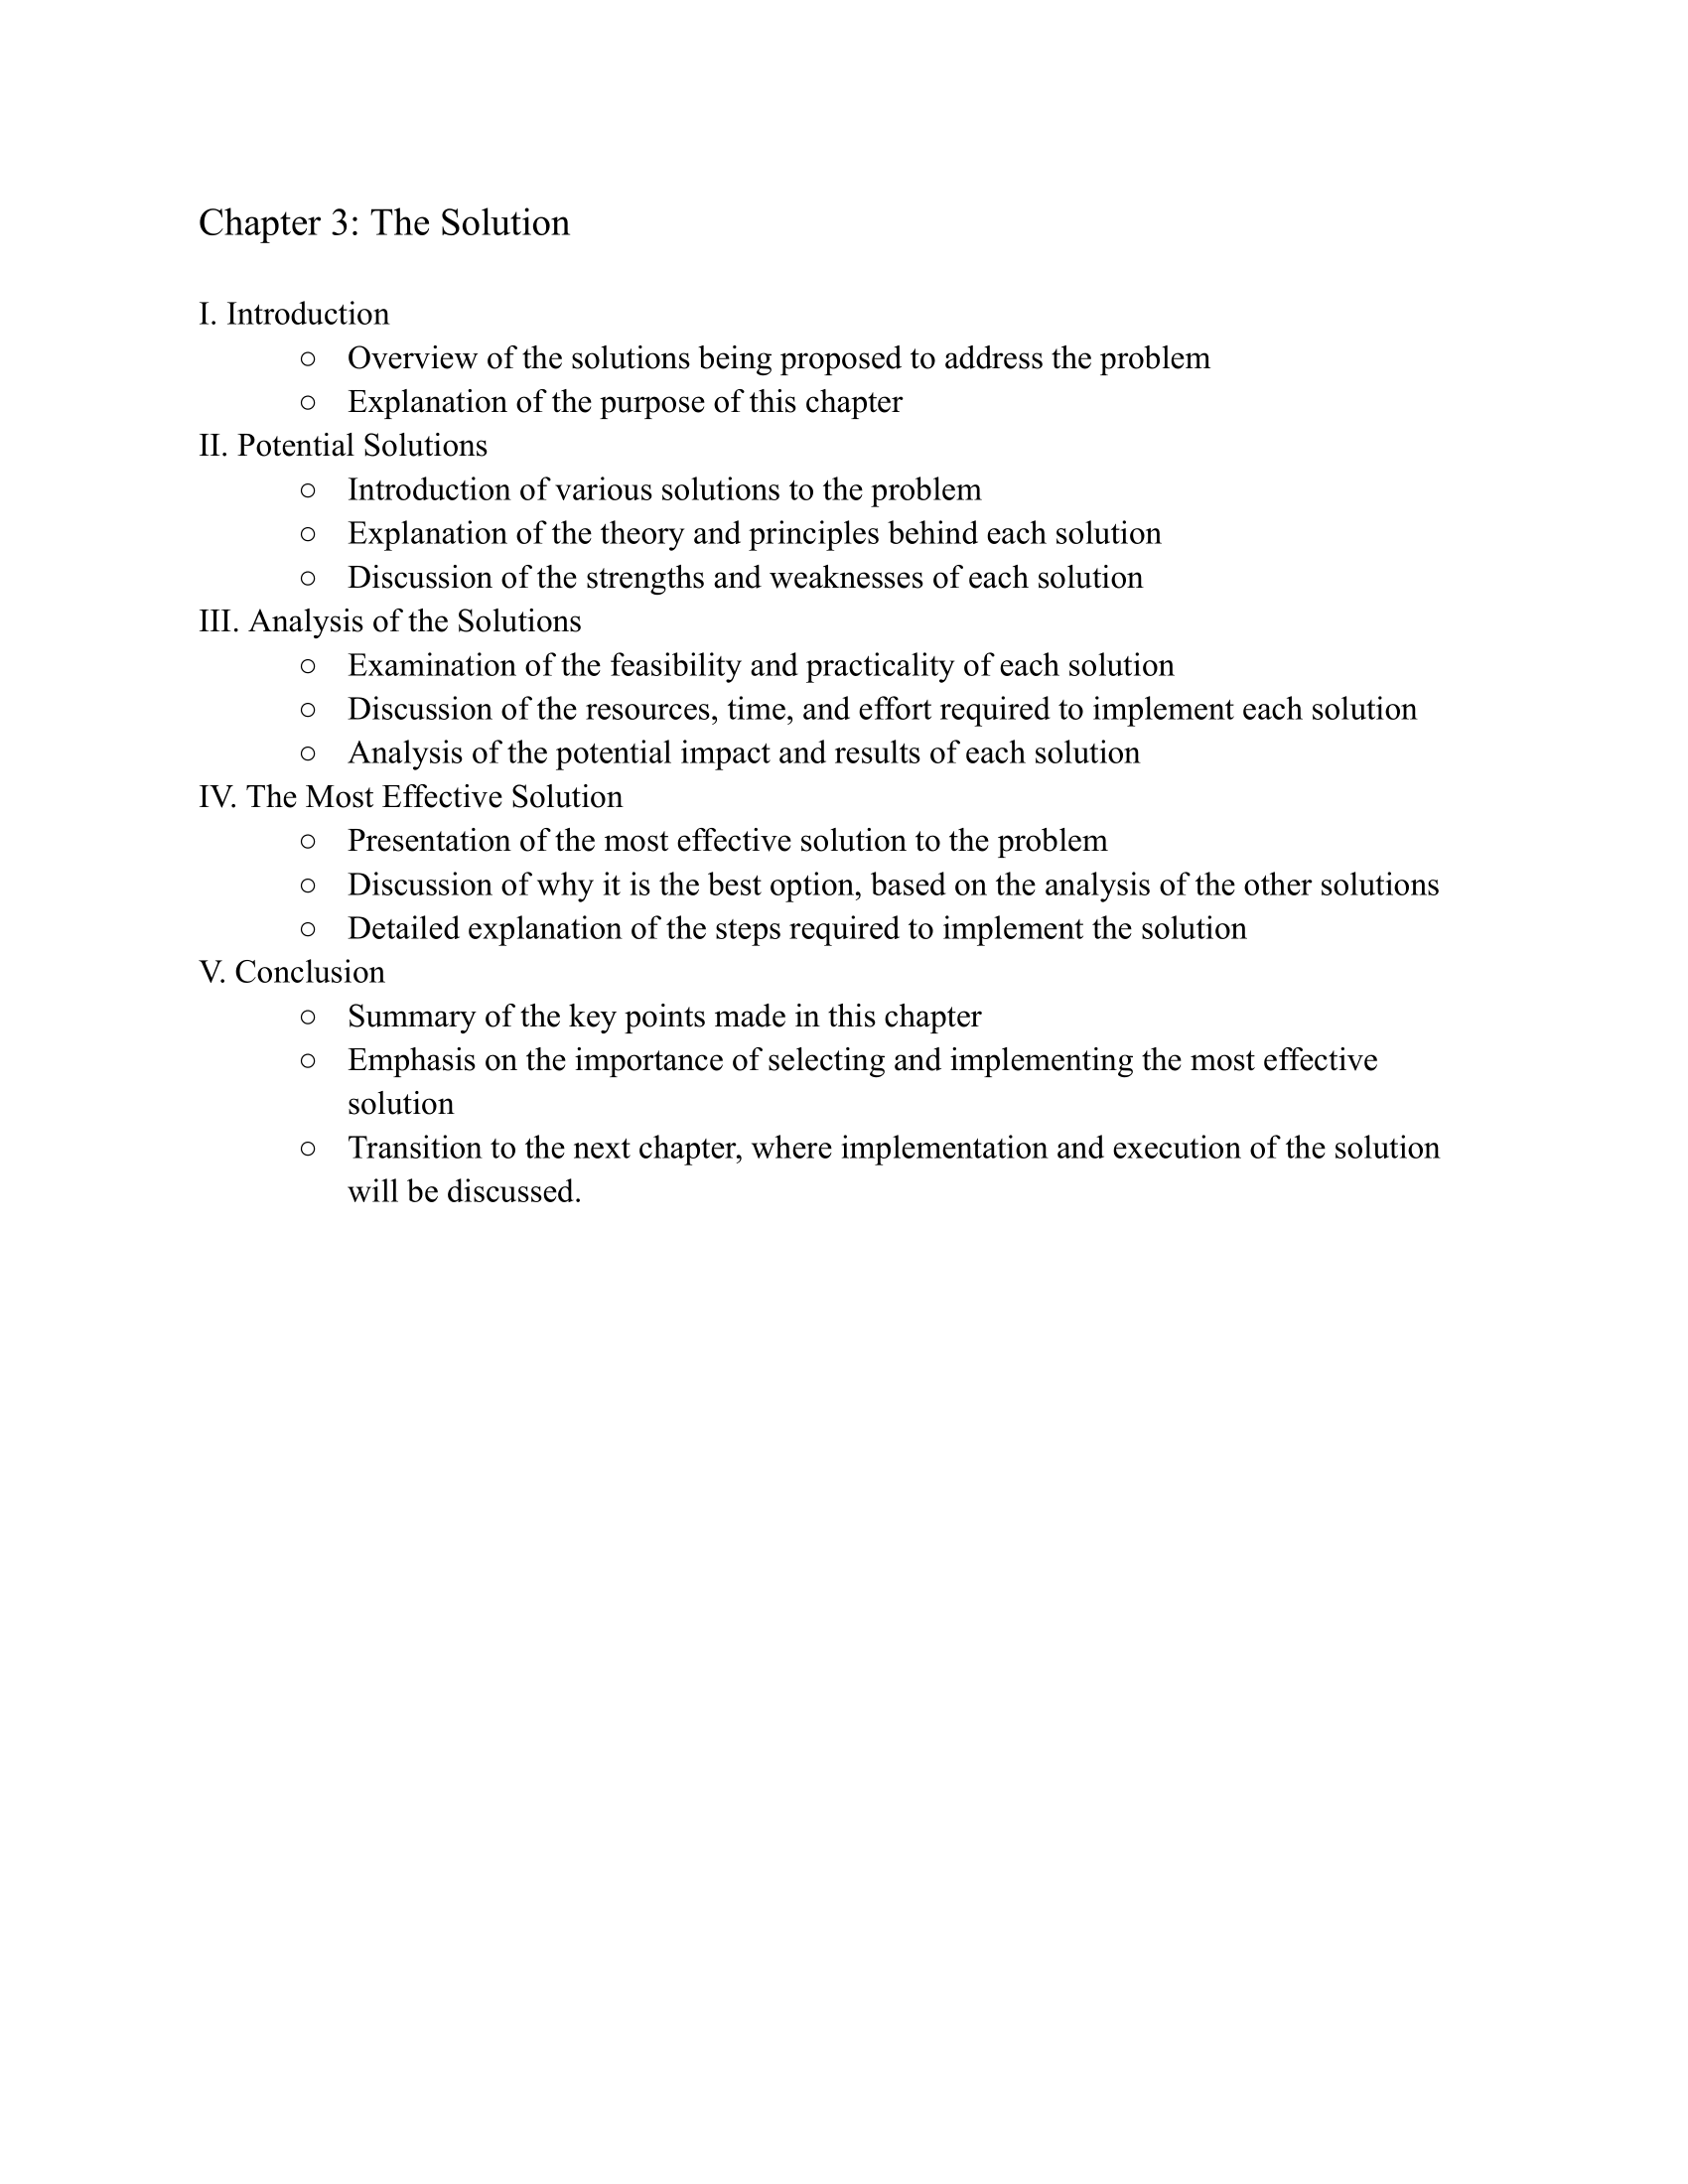 Chapter 3: The Solution
I. Introduction
○ Overview of the solutions being proposed to address the problem
○ Explanation of the purpose of this chapter
II. Potential Solutions
○ Introduction of various solutions to the problem
○ Explanation of the theory and principles behind each solution
○ Discussion of the strengths and weaknesses of each solution
III. Analysis of the Solutions
○ Examination of the feasibility and practicality of each solution
○ Discussion of the resources, time, and effort required to implement each solution
○ Analysis of the potential impact and results of each solution
IV. The Most Effective Solution
○ Presentation of the most effective solution to the problem
○ Discussion of why it is the best option, based on the analysis of the other solutions
○ Detailed explanation of the steps required to implement the solution
V. Conclusion
○ Summary of the key points made in this chapter
○ Emphasis on the importance of selecting and implementing the most effective
solution
○ Transition to the next chapter, where implementation and execution of the solution
will be discussed.